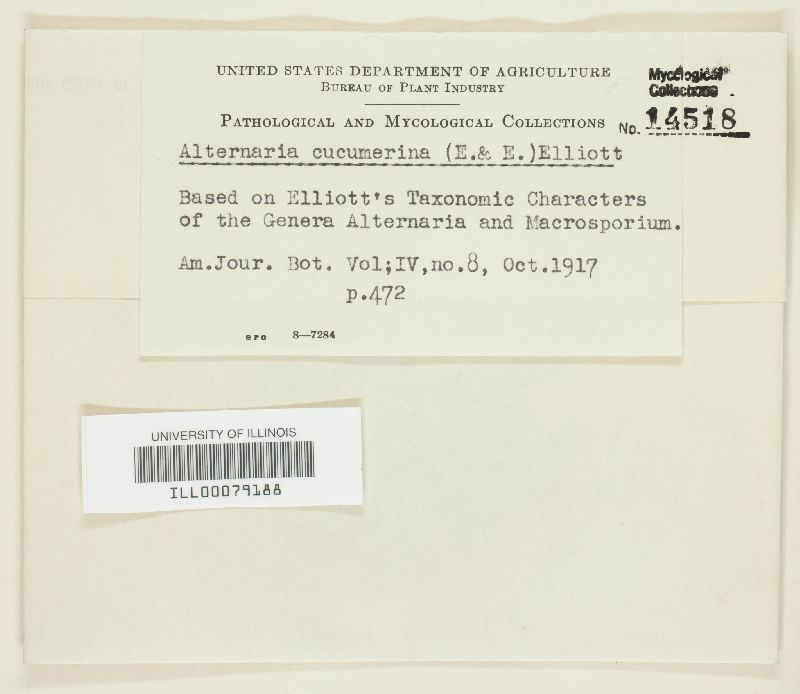 UNITED STATES DEPARTMENT OF AGRICULTURE
BUREAU OF PLANT INDUSTRY
PATHOLOGICAL AND MYCOLOGICAL COLLECTIONS
Mycological
Collections
No. 14518
Alternaria cucumerina (E.& E.)Elliott
Based on Elliott's Taxonomic Characters
of the Genera Alternaria and Macrosporium.
Am.Jour. Bot. Vol;IV,no.8, Oct.1917
p.472
GPO 8—7284
UNIVERSITY OF ILLINOIS
ILL00079188